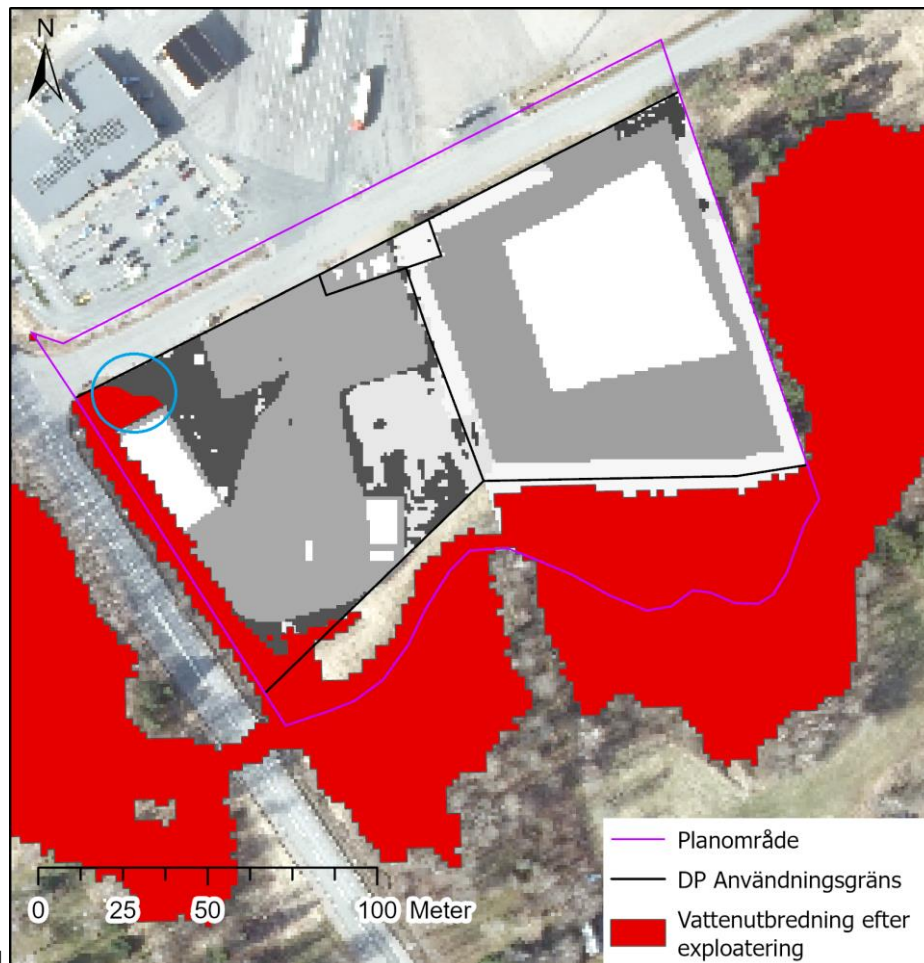 N
0 25 50 100 Meter
Planområde
DP Användningsgräns
Vattenutbredning efter
exploatering